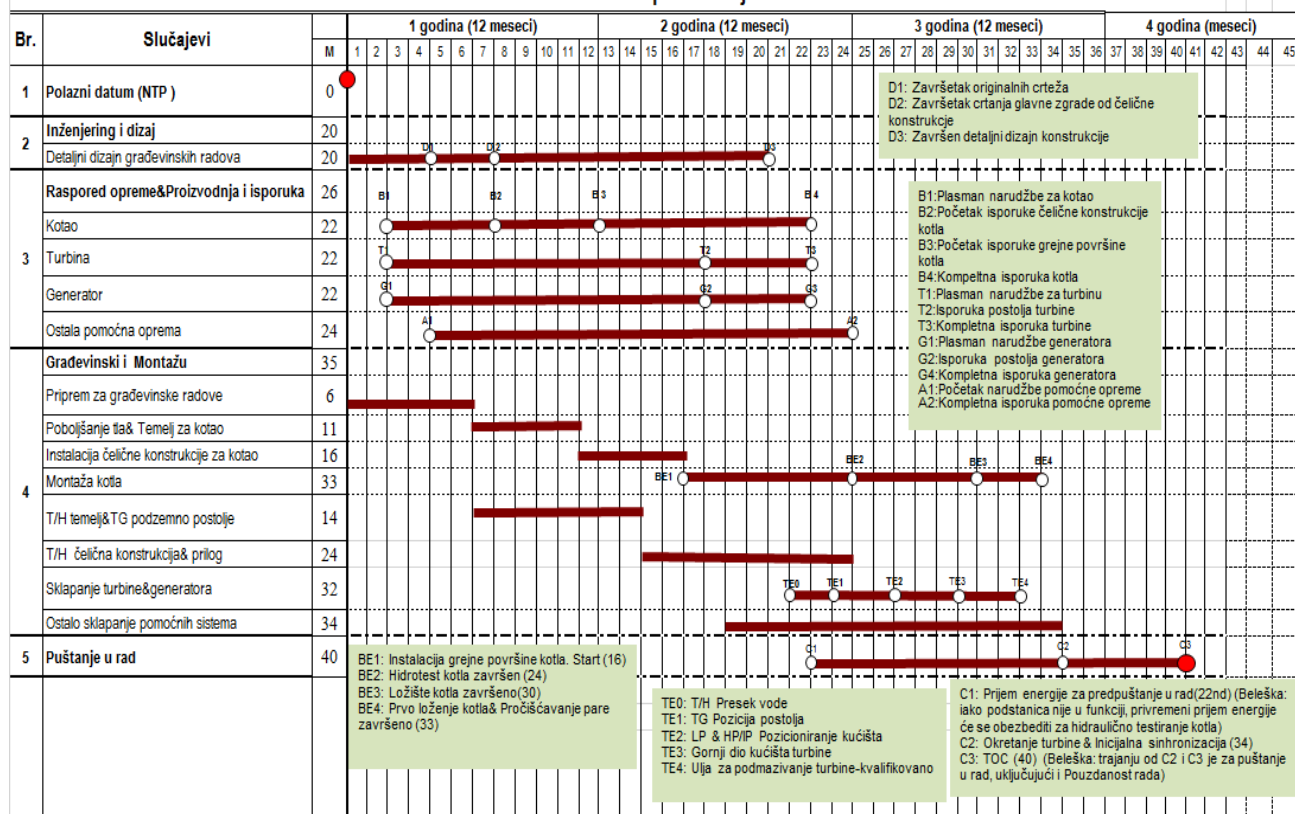 Br. Slučajevi 1 godina (12 meseci) 2 godina (12 meseci) 3 godina (12 meseci) 4 godina (meseci)
M 1 2 3 4 5 6 7 8 9 10 11 12 13 14 15 16 17 18 19 20 21 22 23 24 25 26 27 28 29 30 31 32 33 34 35 36 37 38 39 40 41 42 43 44 45
1 Polazni datum (NTP ) 0
D1: Završetak originalnih crteža
D2: Završetak crtanja glavne zgrade od čelične
konstrukcje
D3: Završen detaljni dizajn konstrukcije
2 Inženjering i dizaj 20
Detaljni dizajn građevinskih radova 20
D1 D2 D3
3 Raspored opreme&Proizvodnja i isporuka 26
B1 B2 B3 B4
Kotao 22
Turbina 22
T1 T2 T3
Generator 22
G1 G2 G3
Ostala pomoćna oprema 24
A1 A2
B1:Plasman narudžbe za kotao
B2:Početak isporuke čelične konstrukcije
kotla
B3:Početak isporuke grejne površine
kotla
B4:Kompeltna isporuka kotla
T1:Plasman narudžbe za turbinu
T2:Isporuka postolja turbine
T3:Kompletna isporuka turbine
G1:Plasman narudžbe generatora
G2:Isporuka postolja generatora
G4:Kompletna isporuka generatora
A1:Početak narudžbe pomoćne opreme
A2:Kompletna isporuka pomoćne opreme
4 Građevinski i Montažu 35
Priprem za građevinske radove 6
Poboljšanje tla& Temelj za kotao 11
Instalacija čelične konstrukcije za kotao 16
Montaža kotla 33
BE1 BE2 BE3 BE4
T/H temelj&TG podzemno postolje 14
T/H čelična konstrukcija& prilog 24
Sklapanje turbine&generatora 32
TE0 TE1 TE2 TE3 TE4
Ostalo sklapanje pomoćnih sistema 34
5 Puštanje u rad 40
C1 C2 C3
BE1: Instalacija grejne površine kotla. Start (16)
BE2: Hidrotest kotla završen (24)
BE3: Ložište kotla završeno(30)
BE4: Prvo loženje kotla& Pročišćavanje pare
završeno (33)
TE0: T/H Presek vode
TE1: TG Pozicija postolja
TE2: LP & HP/IP Pozicioniranje kućišta
TE3: Gornji dio kućišta turbine
TE4: Ulja za podmazivanje turbine-kvalifikovano
C1: Prijem energije za predpuštanje u rad(22nd) (Beleška:
iako podstanica nije u funkciji, privremeni prijem energije
će se obezbediti za hidraulično testiranje kotla)
C2: Okretanje turbine & Inicijalna sinhronizacija (34)
C3: TOC (40) (Beleška: trajanju od C2 i C3 je za puštanje
u rad, uključujući i Pouzdanost rada)